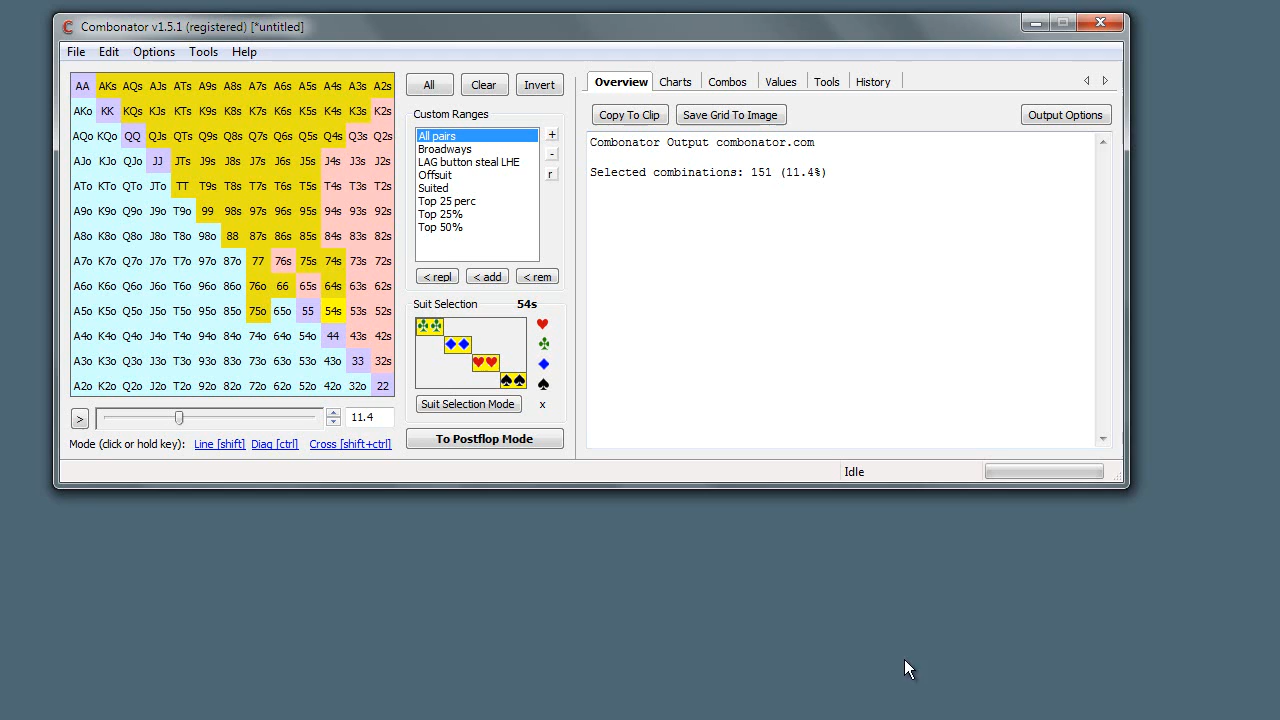 Combonator v1.5.1 (registered) [*untitled]
File Edit Options Tools Help
AA AKs AQs AJs ATs A9s A8s A7s A6s A5s A4s A3s A2s
AKo KK KQs KJs KTs K9s K8s K7s K6s K5s K4s K3s K2s
AQo KQo QQ QJs QTs Q9s Q8s Q7s Q6s Q5s Q4s Q3s Q2s
AJo KJo QJo JJ JTs J9s J8s J7s J6s J5s J4s J3s J2s
ATo KTo QTo JTo TT T9s T8s T7s T6s T5s T4s T3s T2s
A9o K9o Q9o J9o T9o 99 98s 97s 96s 95s 94s 93s 92s
A8o K8o Q8o J8o T8o 98o 88 87s 86s 85s 84s 83s 82s
A7o K7o Q7o J7o T7o 97o 87o 77 76s 75s 74s 73s 72s
A6o K6o Q6o J6o T6o 96o 86o 76o 66 65s 64s 63s 62s
A5o K5o Q5o J5o T5o 95o 85o 75o 65o 55 54s 53s 52s
A4o K4o Q4o J4o T4o 94o 84o 74o 64o 54o 44 43s 42s
A3o K3o Q3o J3o T3o 93o 83o 73o 63o 53o 43o 33 32s
A2o K2o Q2o J2o T2o 92o 82o 72o 62o 52o 42o 32o 22
> 11.4
Mode (click or hold key): Line [shift] Diag [ctrl] Cross [shift+ctrl]
All Clear Invert
Custom Ranges
All pairs
Broadways
LAG button steal LHE
Offsuit
Suited
Top 25 perc
Top 25%
Top 50%
+
-
r
< repl < add < rem
Suit Selection 54s
Suit Selection Mode x
To Postflop Mode
Overview Charts Combos Values Tools History
Copy To Clip Save Grid To Image Output Options
Combonator Output combonator.com
Selected combinations: 151 (11.4%)
Idle